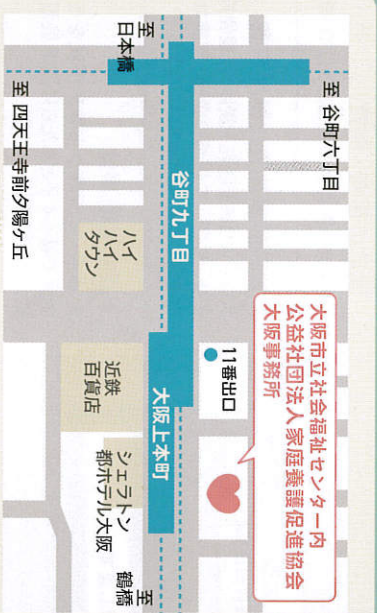 至 谷町六丁目
大阪市立社会福祉センター内
公益社団法人家庭養護促進協会
大阪事務所
11番出口
至
日本橋
谷町九丁目
大阪上本町
至
鶴橋
ハイ
ハイ
タウン
近鉄
百貨店
シェラトン
都ホテル大阪
至 四天王寺前夕陽ヶ丘